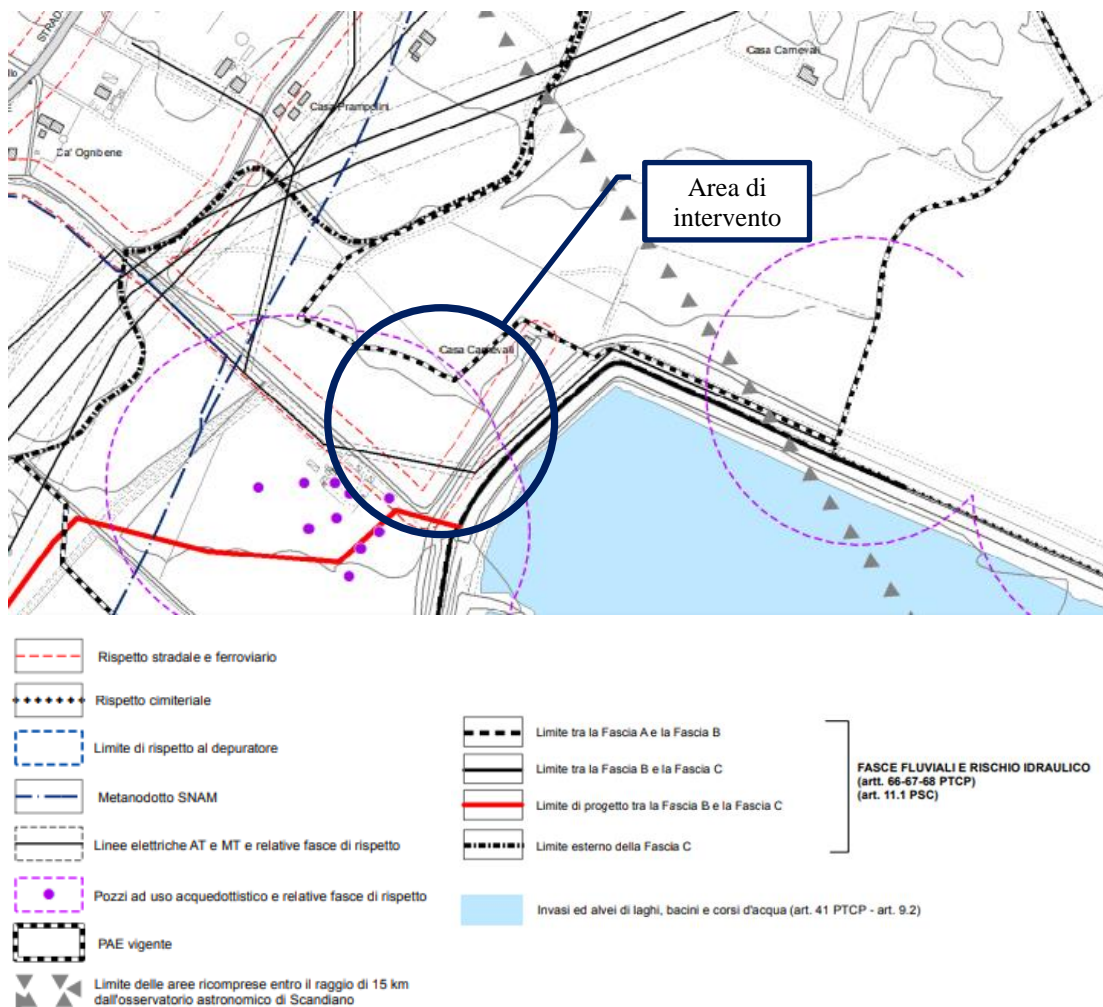 STRADA
Casa Carnevali
Casa Prampolini
Ca' Ognibene
Area di
intervento
Casa Carnevali
Rispetto stradale e ferroviario
Rispetto cimiteriale
Limite di rispetto al depuratore
Metanodotto SNAM
Linee elettriche AT e MT e relative fasce di rispetto
Pozzi ad uso acquedottistico e relative fasce di rispetto
PAE vigente
Limite delle aree ricomprese entro il raggio di 15 km
dall'osservatorio astronomico di Scandiano
Limite tra la Fascia A e la Fascia B
Limite tra la Fascia B e la Fascia C
Limite di progetto tra la Fascia B e la Fascia C
Limite esterno della Fascia C
FASCE FLUVIALI E RISCHIO IDRAULICO
(artt. 66-67-68 PTCP)
(art. 11.1 PSC)
Invasi ed alvei di laghi, bacini e corsi d'acqua (art. 41 PTCP - art. 9.2)